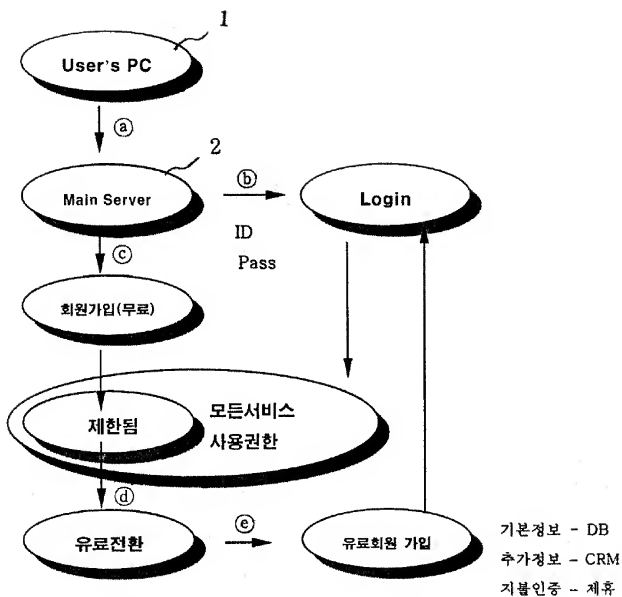 1
User's PC
ⓐ
2
Main Server
ⓑ
Login
ID
Pass
ⓒ
회원가입(무료)
제한됨
모든서비스
사용권한
ⓓ
유료전환
ⓔ
유료회원 가입
기본정보 - DB
추가정보 - CRM
지불인증 - 제휴